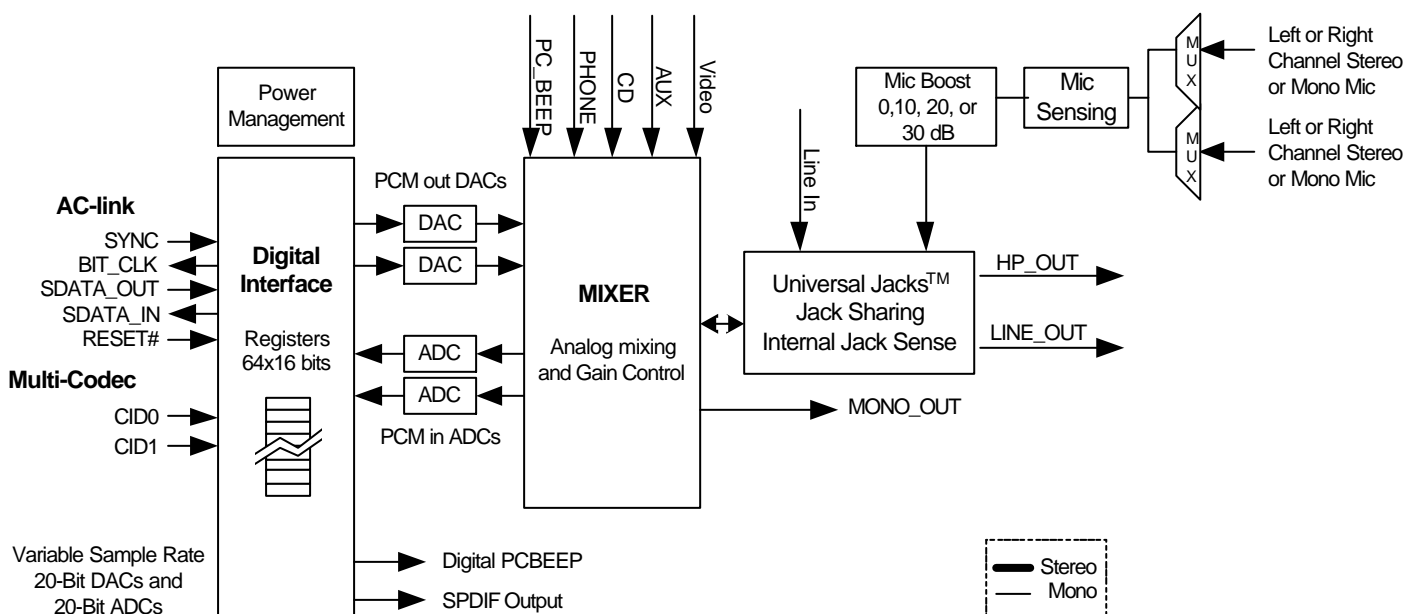 PC_BEEP
PHONE
CD
AUX
Video
Power
Management
Mic Boost
0,10, 20, or
30 dB
Mic
Sensing
MUX
Left or Right
Channel Stereo
or Mono Mic
MUX
Left or Right
Channel Stereo
or Mono Mic
Line In
PCM out DACs
DAC
DAC
AC-link
SYNC
BIT_CLK
SDATA_OUT
SDATA_IN
RESET#
Multi-Codec
CID0
CID1
Digital
Interface
Registers
64x16 bits
MIXER
Analog mixing
and Gain Control
Universal Jacks™
Jack Sharing
Internal Jack Sense
HP_OUT
LINE_OUT
ADC
ADC
PCM in ADCs
MONO_OUT
Variable Sample Rate
20-Bit DACs and
20-Bit ADCs
Digital PCBEEP
SPDIF Output
Stereo
Mono